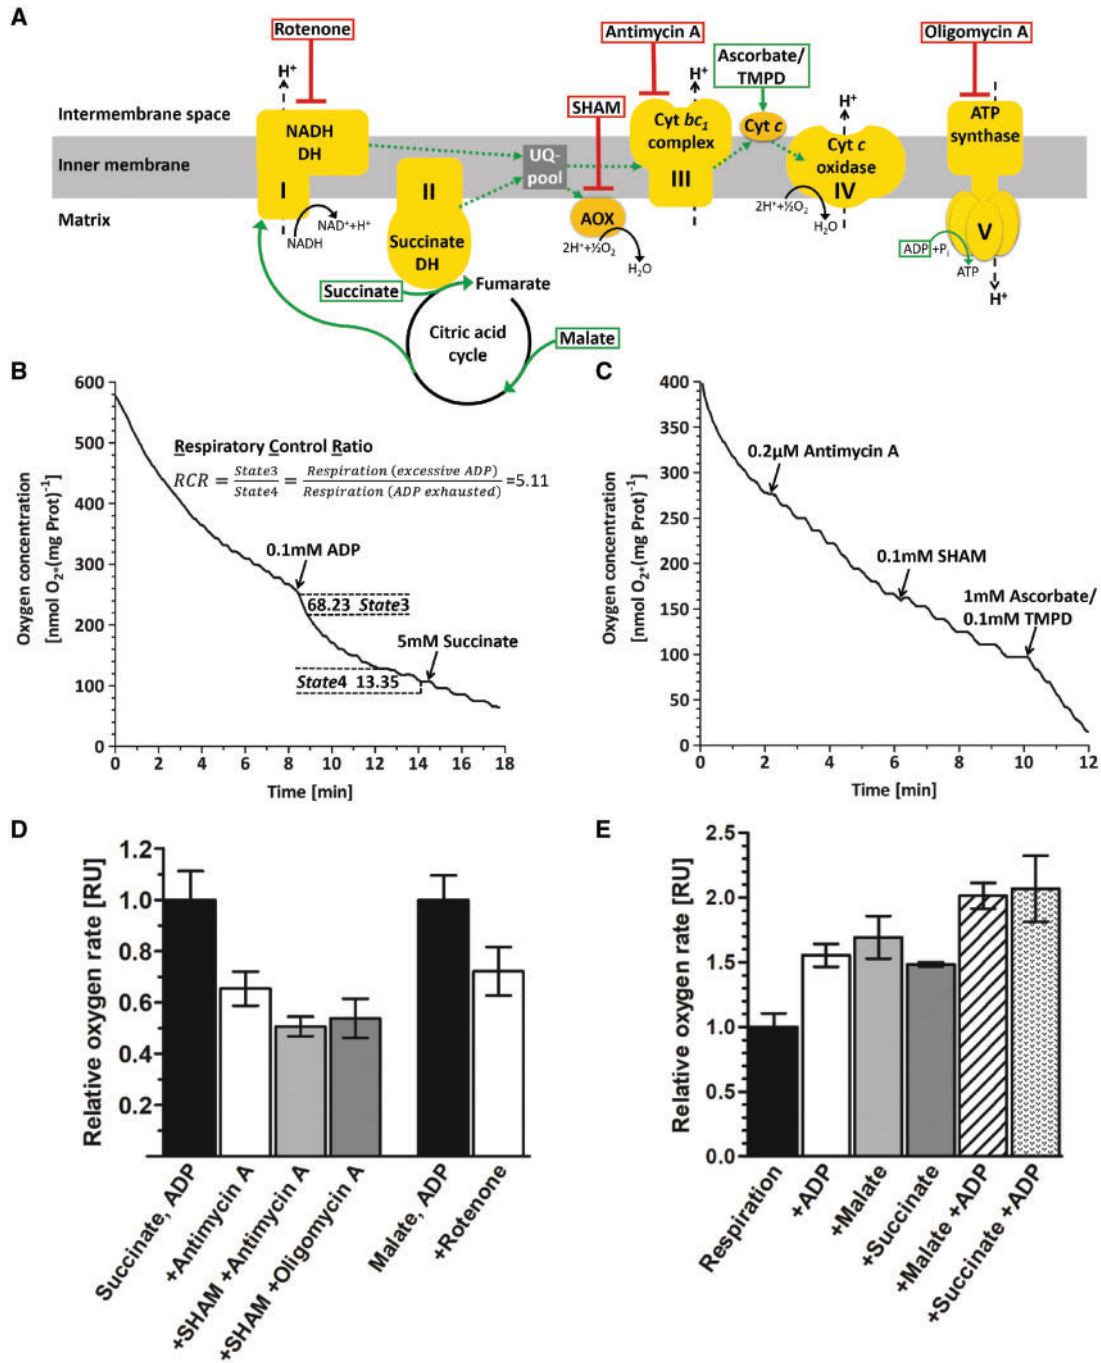 A
Rotenone
Antimycin A
Oligomycin A
Ascorbate/
TMPD
SHAM
H⁺
H⁺
H⁺
Intermembrane space
Inner membrane
Matrix
NADH
DH
I
NADH
NAD⁺+H⁺
II
Succinate
DH
UQ-
pool
AOX
2H⁺+½O₂
H₂O
Cyt bc₁
complex
III
Cyt c
Cyt c
oxidase
IV
2H⁺+½O₂
H₂O
ATP
synthase
V
ADP +Pᵢ
ATP
H⁺
Succinate
Fumarate
Citric acid
cycle
Malate
B
Oxygen concentration
[nmol O₂*(mg Prot)⁻¹]
600
500
400
300
200
100
0
Respiratory Control Ratio
RCR = State3/State4 = Respiration (excessive ADP)/Respiration (ADP exhausted) =5.11
0.1mM ADP
68.23 State3
5mM Succinate
State4 13.35
0 2 4 6 8 10 12 14 16 18
Time [min]
C
Oxygen concentration
[nmol O₂*(mg Prot)⁻¹]
400
350
300
250
200
150
100
50
0
0.2µM Antimycin A
0.1mM SHAM
1mM Ascorbate/
0.1mM TMPD
0 2 4 6 8 10 12
Time [min]
D
Relative oxygen rate [RU]
1.2
1.0
0.8
0.6
0.4
0.2
Succinate, ADP
+Antimycin A
+SHAM +Antimycin A
+SHAM +Oligomycin A
Malate, ADP
+Rotenone
E
Relative oxygen rate [RU]
2.5
2.0
1.5
1.0
0.5
0.0
Respiration
+ADP
+Malate
+Succinate
+Malate +ADP
+Succinate +ADP